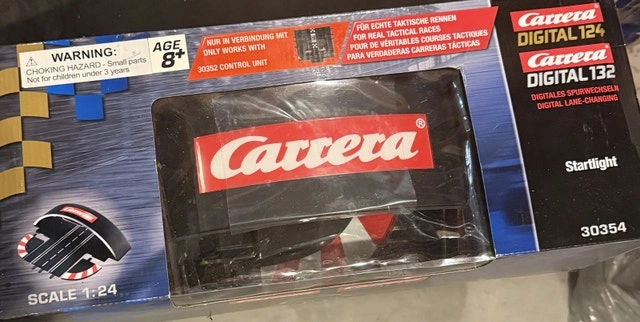 WARNING:
CHOKING HAZARD - Small parts
Not for children under 3 years
AGE
8+
NUR IN VERBINDUNG MIT
ONLY WORKS WITH
30352 CONTROL UNIT
FÜR ECHTE TAKTISCHE RENNEN
FOR REAL TACTICAL RACES
POUR DE VÉRITABLES COURSES TACTIQUES
PARA VERDADERAS CARRERAS TÁCTICAS
Carrera
DIGITAL 124
Carrera
DIGITAL 132
DIGITALES SPURWECHSELN
DIGITAL LANE-CHANGING
Startlight
30354
Carrera®
Carrera
SCALE 1:24